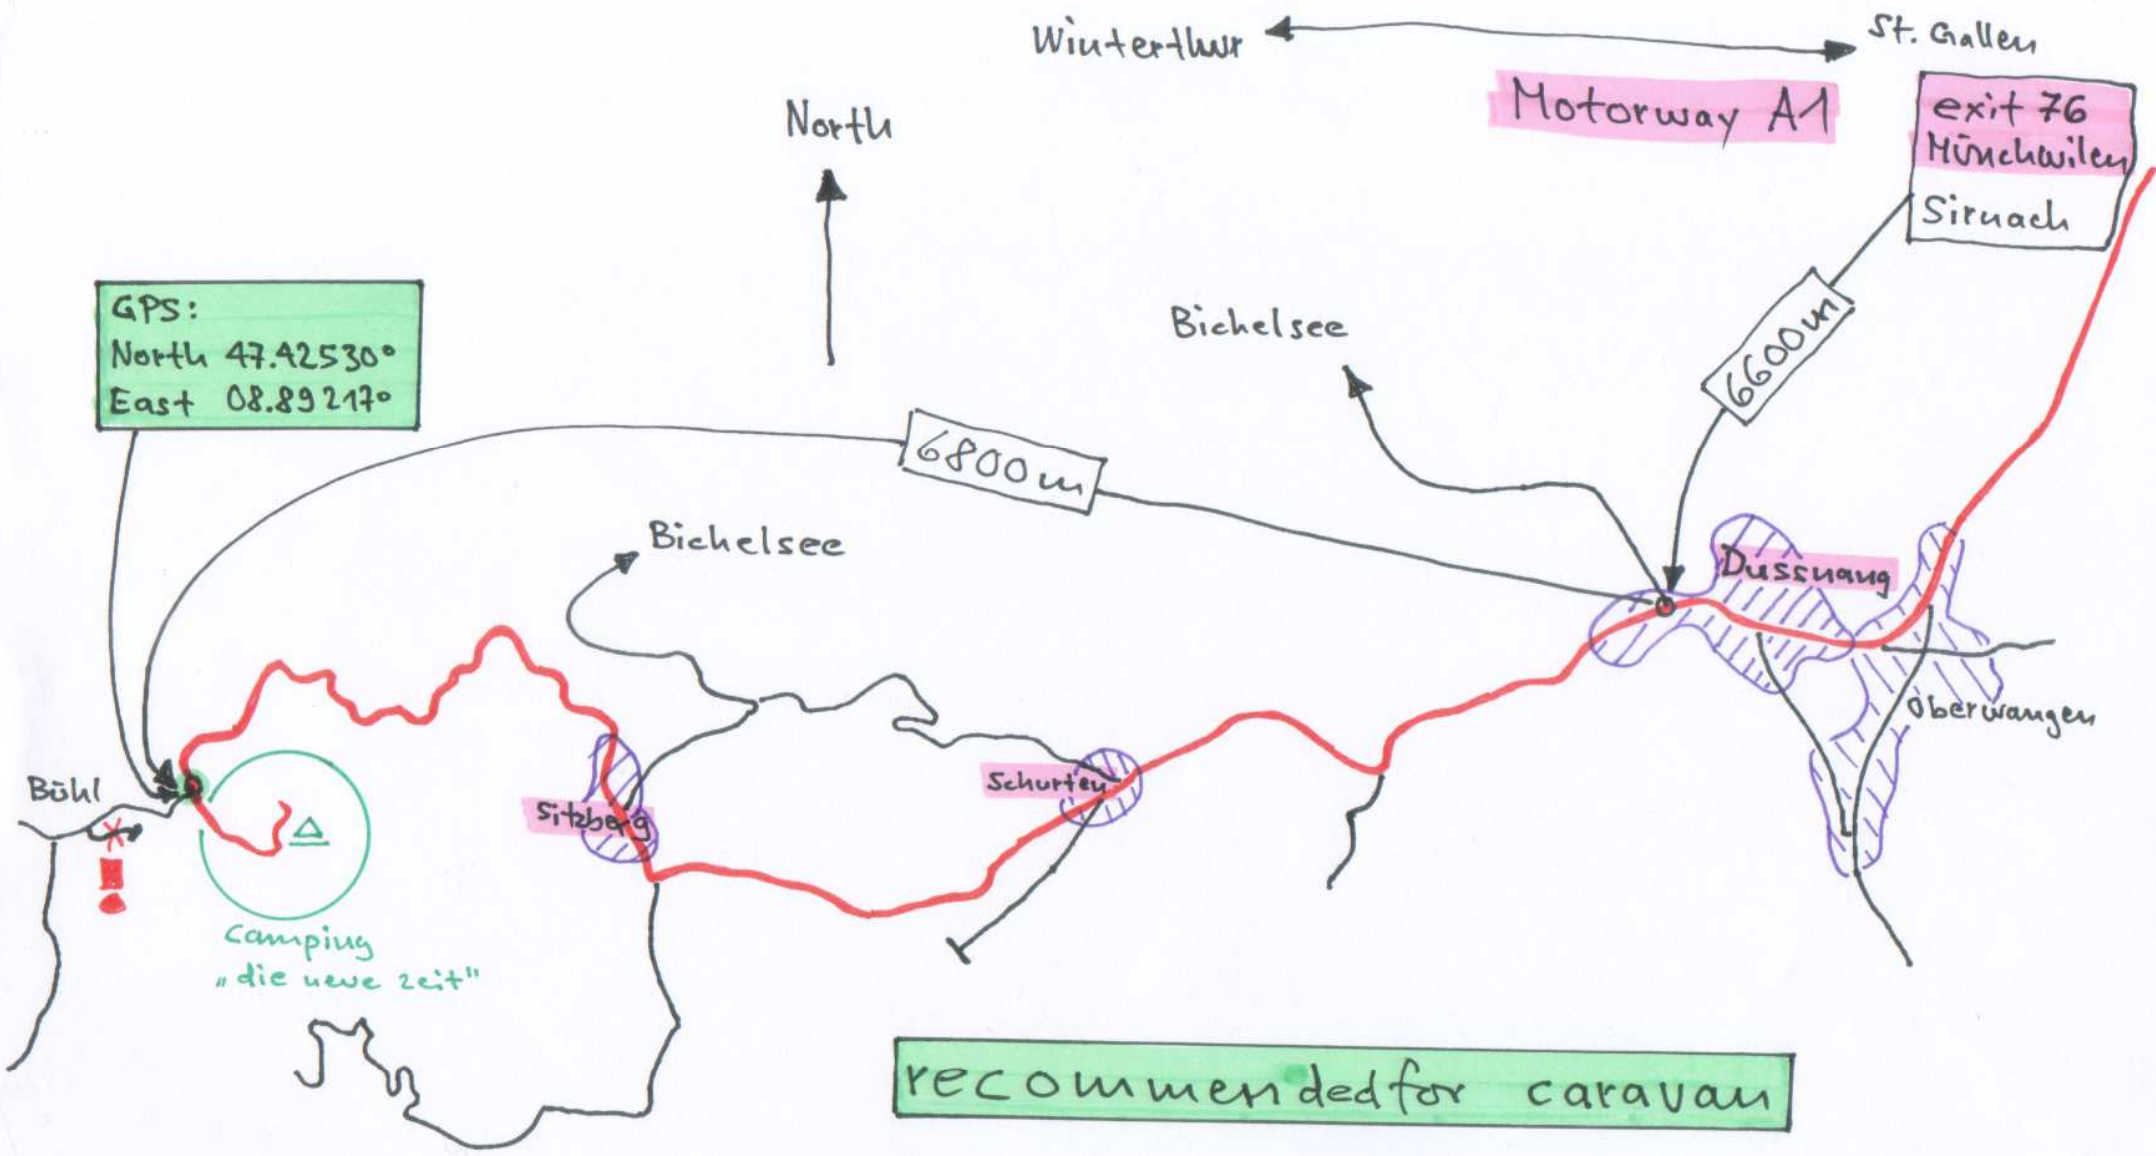 Winterthur
St. Gallen
Motorway A1
exit 76
Münchwilen
Sirnach
North
GPS:
North 47.42530°
East 08.89217°
Bichelsee
6600m
6800m
Bichelsee
Dussnang
Oberwangen
Bühl
Sitzberg
Schurten
Camping
„die neue zeit"
recommended for caravan